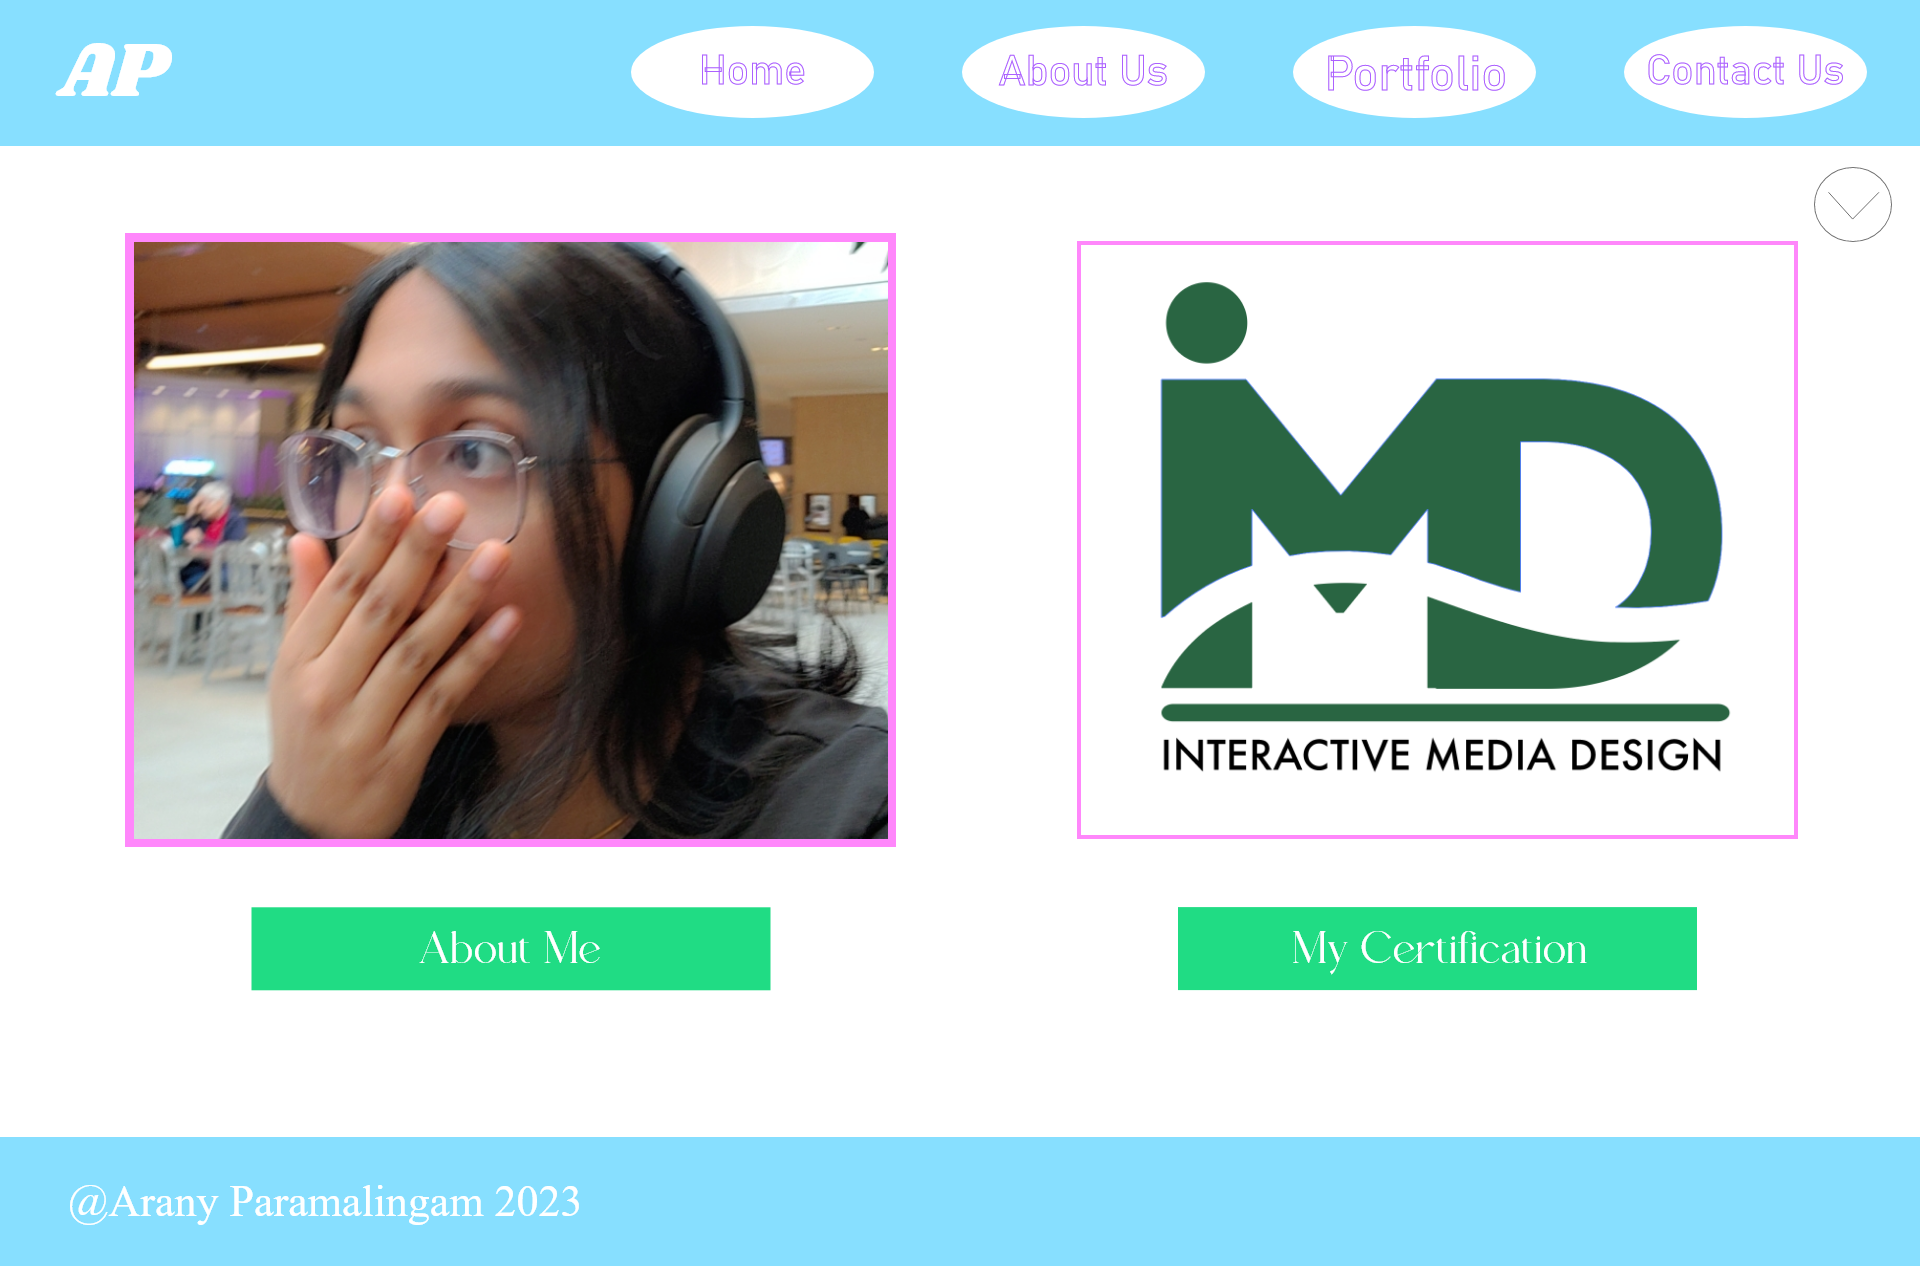 AP
Home
About Us
Portfolio
Contact Us
iMD
INTERACTIVE MEDIA DESIGN
About Me
My Certification
@Arany Paramalingam 2023